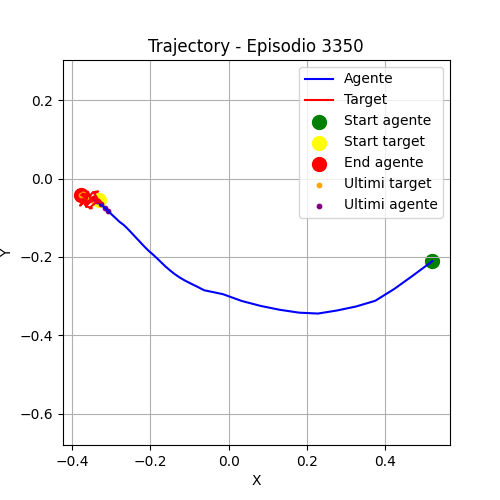 Trajectory - Episodio 3350
Agente
Target
Start agente
Start target
End agente
Ultimi target
Ultimi agente
0.2
0.0
−0.2
−0.4
−0.6
Y
−0.4
−0.2
0.0
0.2
0.4
X